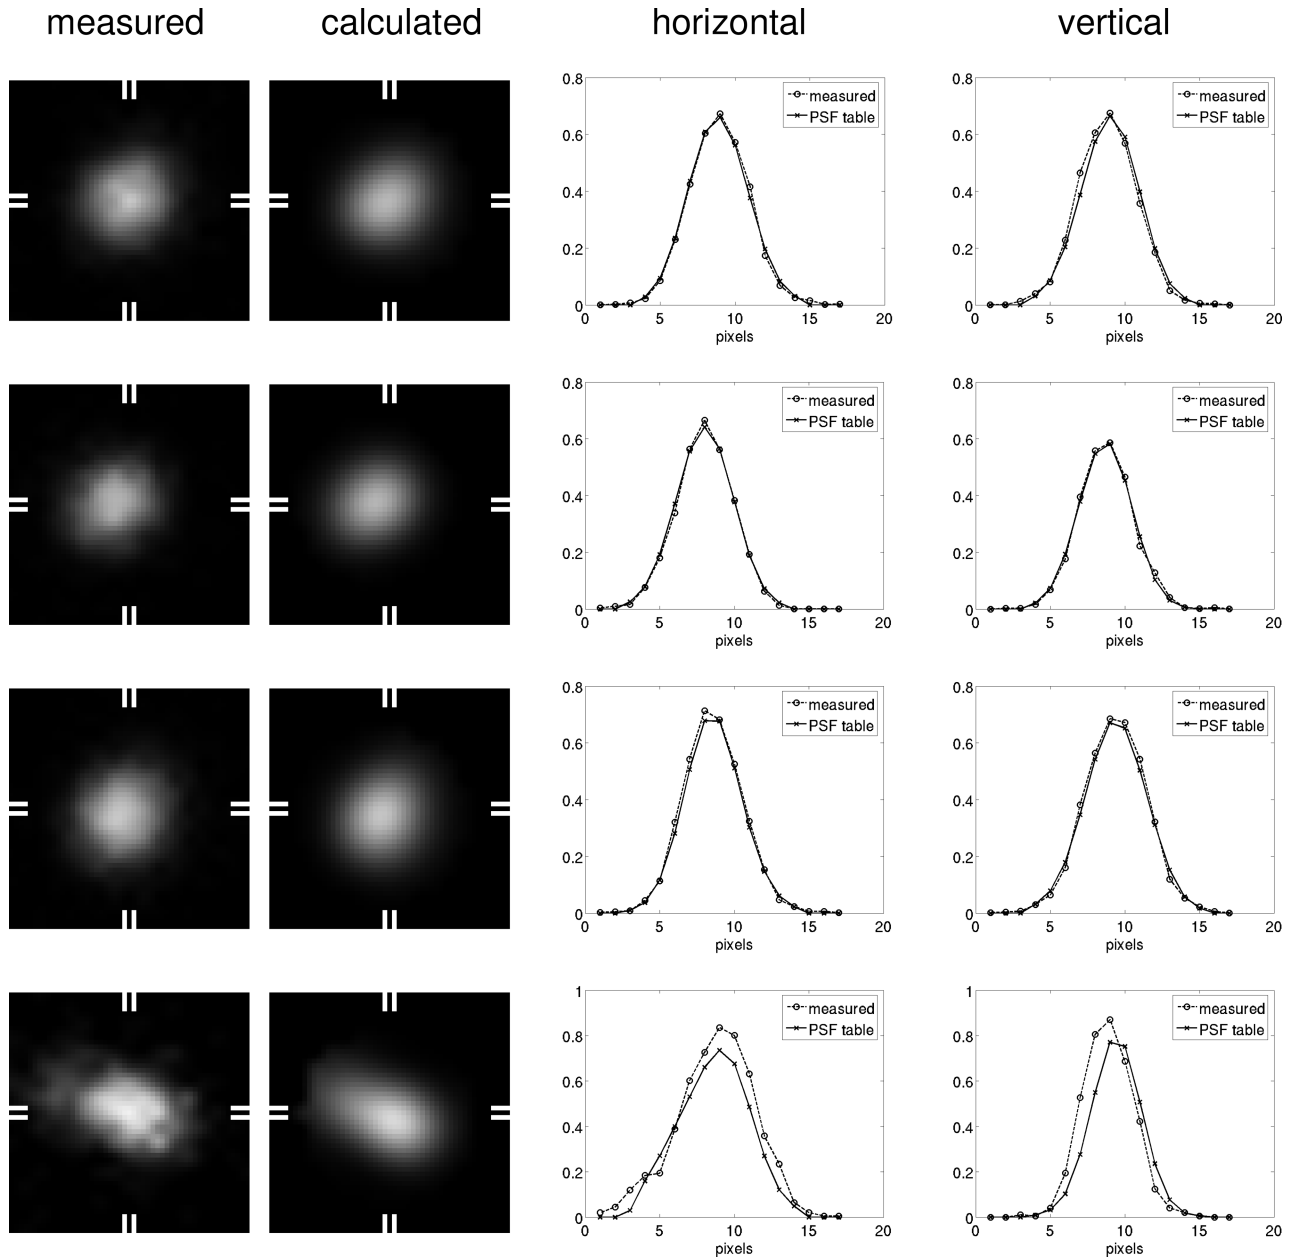 measured calculated horizontal vertical
0.8 0.8
measured measured
PSF table PSF table
0.6 0.6
0.4 0.4
0.2 0.2
0 0
0 5 10 15 20 0 5 10 15 20
pixels pixels
0.8 0.8
measured measured
PSF table PSF table
0.6 0.6
0.4 0.4
0.2 0.2
0 0
0 5 10 15 20 0 5 10 15 20
pixels pixels
0.8 0.8
measured measured
PSF table PSF table
0.6 0.6
0.4 0.4
0.2 0.2
0 0
0 5 10 15 20 0 5 10 15 20
pixels pixels
1 1
measured measured
PSF table PSF table
0.8 0.8
0.6 0.6
0.4 0.4
0.2 0.2
0 0
0 5 10 15 20 0 5 10 15 20
pixels pixels